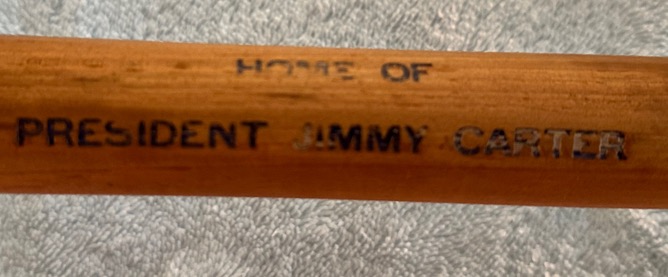 HOME OF
PRESIDENT JIMMY CARTER